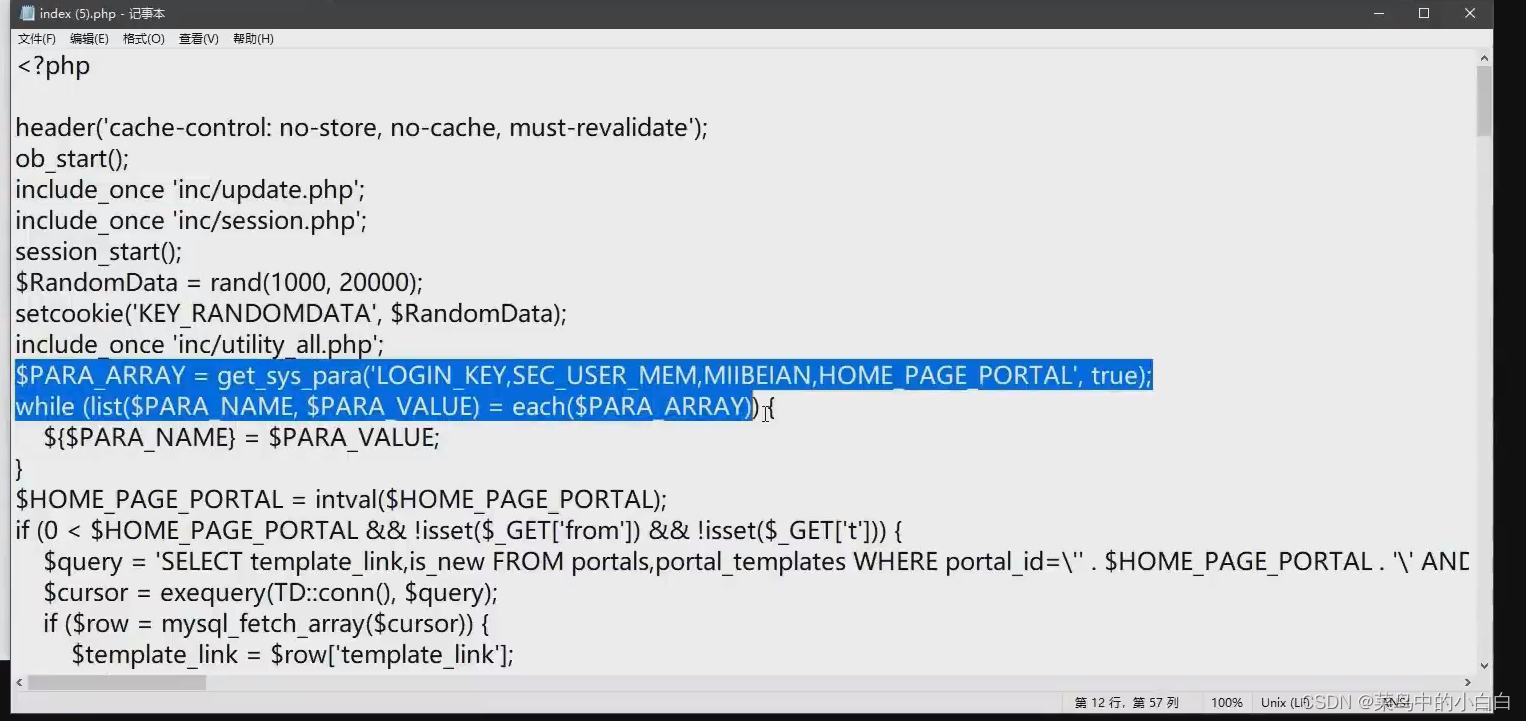 index (5).php - 记事本
文件(F) 编辑(E) 格式(O) 查看(V) 帮助(H)
<?php
header('cache-control: no-store, no-cache, must-revalidate');
ob_start();
include_once 'inc/update.php';
include_once 'inc/session.php';
session_start();
$RandomData = rand(1000, 20000);
setcookie('KEY_RANDOMDATA', $RandomData);
include_once 'inc/utility_all.php';
$PARA_ARRAY = get_sys_para('LOGIN_KEY,SEC_USER_MEM,MIIBEIAN,HOME_PAGE_PORTAL', true);
while (list($PARA_NAME, $PARA_VALUE) = each($PARA_ARRAY)) {
${$PARA_NAME} = $PARA_VALUE;
}
$HOME_PAGE_PORTAL = intval($HOME_PAGE_PORTAL);
if (0 < $HOME_PAGE_PORTAL && !isset($_GET['from']) && !isset($_GET['t'])) {
$query = 'SELECT template_link,is_new FROM portals,portal_templates WHERE portal_id=\'' . $HOME_PAGE_PORTAL . '\' AND
$cursor = exequery(TD::conn(), $query);
if ($row = mysql_fetch_array($cursor)) {
$template_link = $row['template_link'];
第 12 行，第 57 列 100% Unix (LF)
CSDN @菜鸟中的小白白